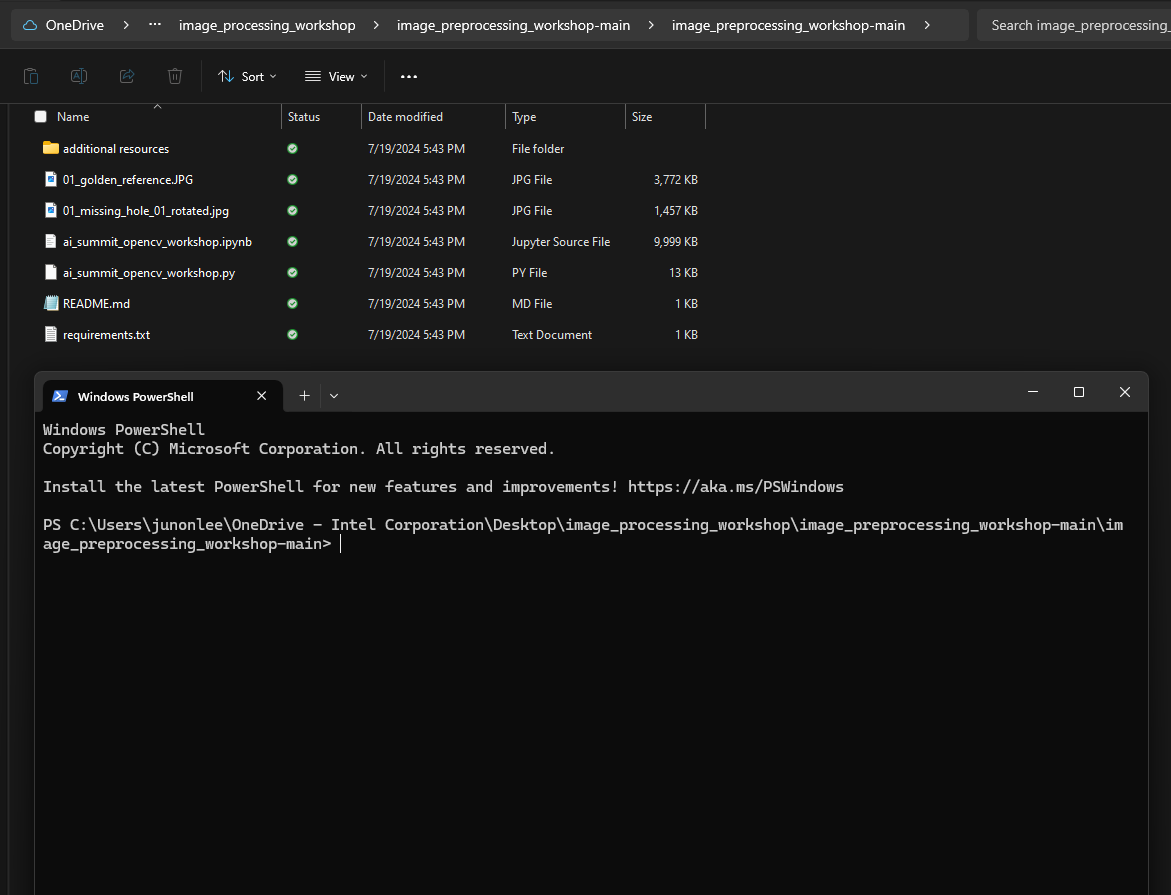 OneDrive > ... image_processing_workshop > image_preprocessing_workshop-main > image_preprocessing_workshop-main > Search image_preprocessing_
Sort View ...
Name Status Date modified Type Size
additional resources 7/19/2024 5:43 PM File folder
01_golden_reference.JPG 7/19/2024 5:43 PM JPG File 3,772 KB
01_missing_hole_01_rotated.jpg 7/19/2024 5:43 PM JPG File 1,457 KB
ai_summit_opencv_workshop.ipynb 7/19/2024 5:43 PM Jupyter Source File 9,999 KB
ai_summit_opencv_workshop.py 7/19/2024 5:43 PM PY File 13 KB
README.md 7/19/2024 5:43 PM MD File 1 KB
requirements.txt 7/19/2024 5:43 PM Text Document 1 KB
Windows PowerShell
Windows PowerShell
Copyright (C) Microsoft Corporation. All rights reserved.
Install the latest PowerShell for new features and improvements! https://aka.ms/PSWindows
PS C:\Users\junonlee\OneDrive - Intel Corporation\Desktop\image_processing_workshop\image_preprocessing_workshop-main\im
age_preprocessing_workshop-main>